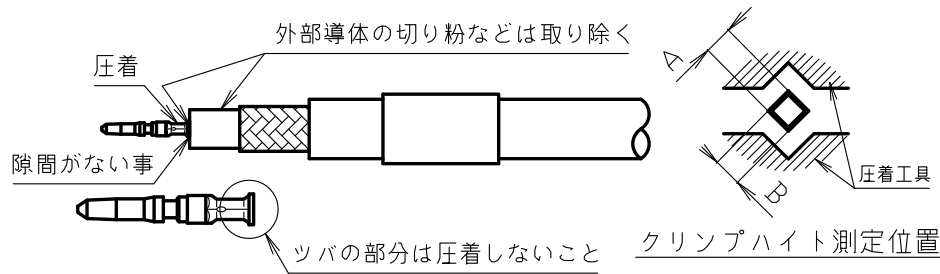 外部導体の切り粉などは取り除く
圧着
隙間がない事
ツバの部分は圧着しないこと
A
B
圧着工具
クリンプハイト測定位置